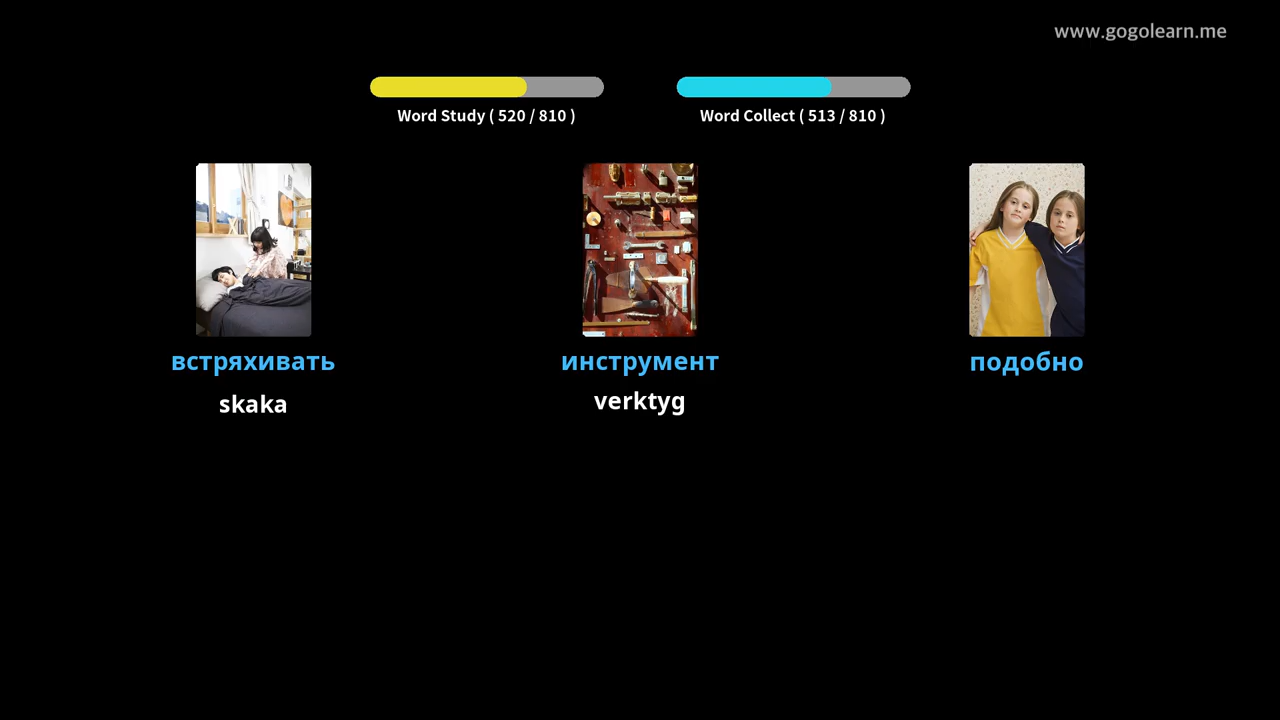 www.gogolearn.me
Word Study ( 520 / 810 )
Word Collect ( 513 / 810 )
встряхивать
инструмент
подобно
skaka
verktyg